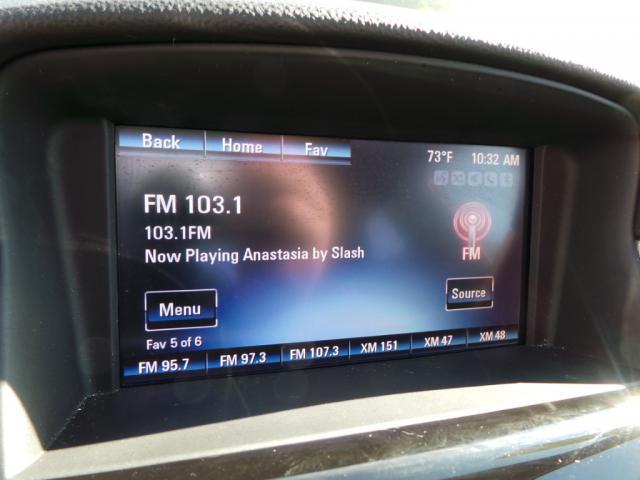 Back Home Fav
73°F 10:32 AM
FM 103.1
103.1FM
Now Playing Anastasia by Slash
FM
Menu
Source
Fav 5 of 6
FM 95.7 FM 97.3 FM 107.3 XM 151 XM 47 XM 48